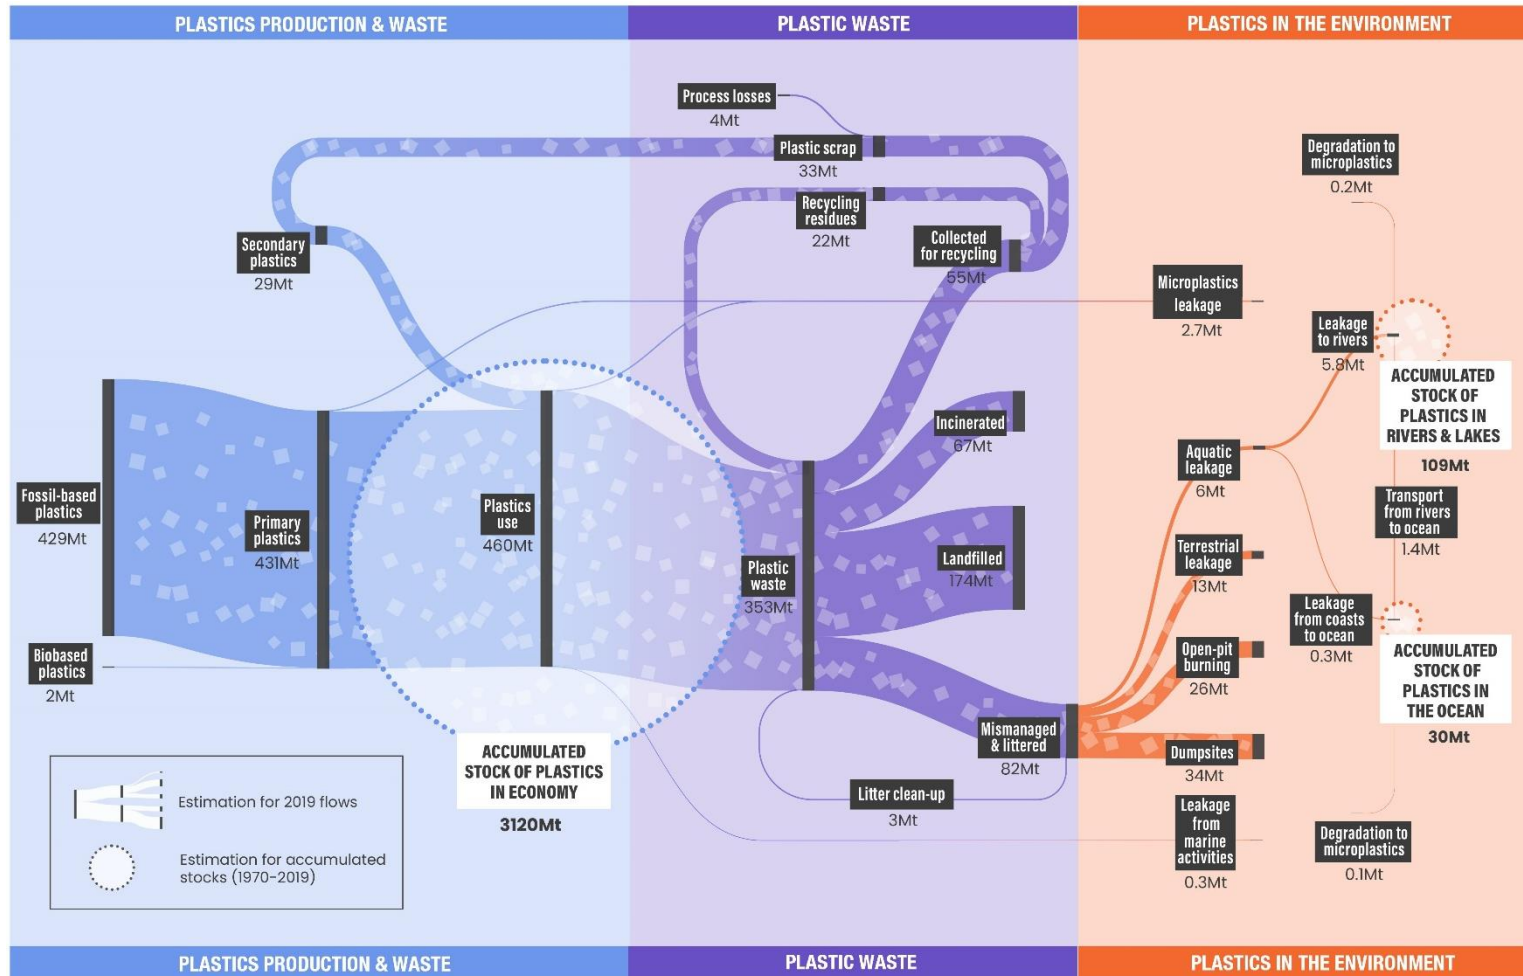 PLASTICS PRODUCTION & WASTE
PLASTIC WASTE
PLASTICS IN THE ENVIRONMENT
Process losses
4Mt
Plastic scrap
33Mt
Recycling
residues
22Mt
Collected
for recycling
55Mt
Secondary
plastics
29Mt
Degradation to
microplastics
0.2Mt
Microplastics
leakage
2.7Mt
Leakage
to rivers
5.8Mt
ACCUMULATED
STOCK OF
PLASTICS IN
RIVERS & LAKES
109Mt
Fossil-based
plastics
429Mt
Primary
plastics
431Mt
Plastics
use
460Mt
Plastic
waste
353Mt
Incinerated
67Mt
Landfilled
174Mt
Aquatic
leakage
6Mt
Transport
from rivers
to ocean
1.4Mt
Terrestrial
leakage
13Mt
Leakage
from coasts
to ocean
0.3Mt
Biobased
plastics
2Mt
Open-pit
burning
26Mt
ACCUMULATED
STOCK OF
PLASTICS IN
THE OCEAN
30Mt
Mismanaged
& littered
82Mt
Dumpsites
34Mt
ACCUMULATED
STOCK OF PLASTICS
IN ECONOMY
3120Mt
Litter clean-up
3Mt
Leakage
from
marine
activities
0.3Mt
Degradation to
microplastics
0.1Mt
Estimation for 2019 flows
Estimation for accumulated
stocks (1970-2019)
PLASTICS PRODUCTION & WASTE
PLASTIC WASTE
PLASTICS IN THE ENVIRONMENT